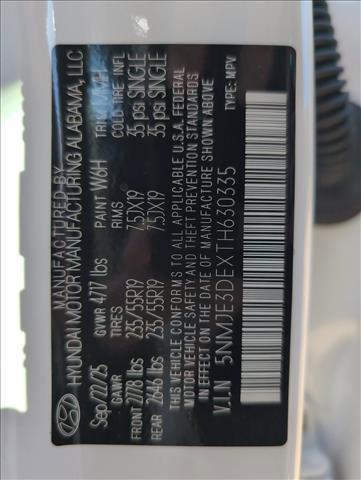 MANUFACTURED BY
HYUNDAI MOTOR MANUFACTURING ALABAMA, LLC
Sep/22/25 GVWR 4717 lbs PAINT W6H TRIM
GAWR TIRES RIMS COLD TIRE INFL
FRONT 2778 lbs 235/55R19 7.5JX19 35 psi SINGLE
REAR 2646 lbs 235/55R19 7.5JX19 35 psi SINGLE
THIS VEHICLE CONFORMS TO ALL APPLICABLE U.S.A. FEDERAL
MOTOR VEHICLE SAFETY AND THEFT PREVENTION STANDARDS
IN EFFECT ON THE DATE OF MANUFACTURE SHOWN ABOVE.
V.I.N 5NMJE3DEXTH630335 TYPE: MPV